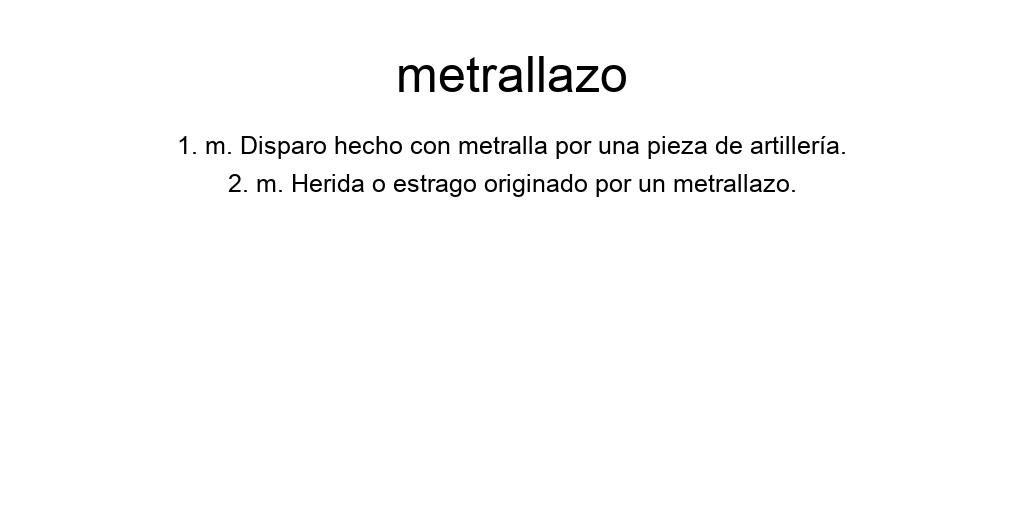 metrallazo
1. m. Disparo hecho con metralla por una pieza de artillería.
2. m. Herida o estrago originado por un metrallazo.